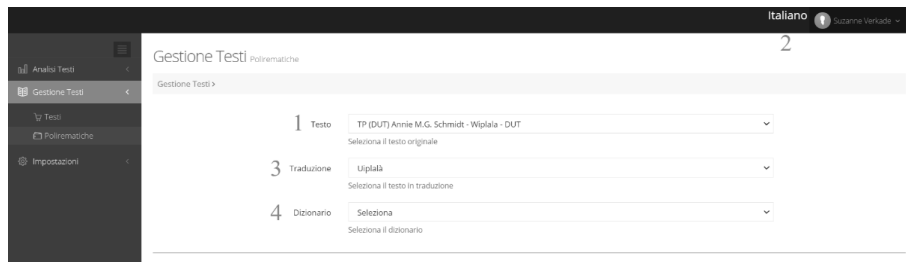 Italiano Suzanne Verkade
2
Gestione Testi Polirematiche
Analisi Testi
Gestione Testi
Gestione Testi >
Testi
Polirematiche
Impostazioni
1 Testo TP (DUT) Annie M.G. Schmidt - Wiplala - DUT
Seleziona il testo originale
3 Traduzione Uiplalà
Seleziona il testo in traduzione
4 Dizionario Seleziona
Seleziona il dizionario